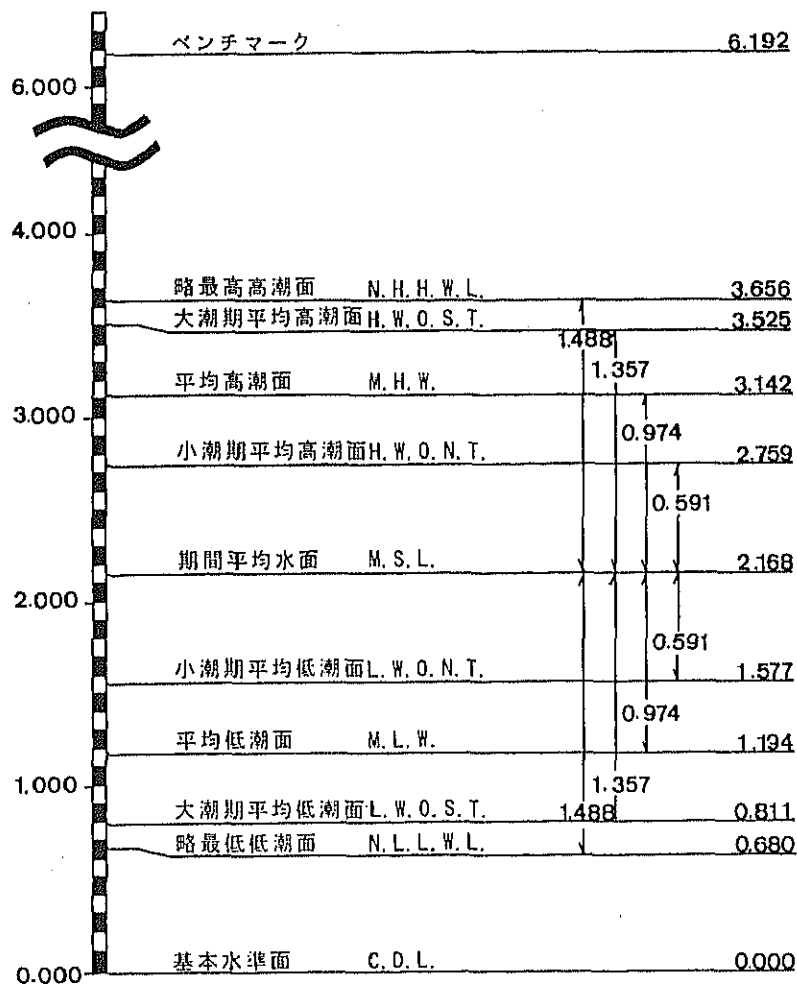 ベンチマーク 6.192
6.000
4.000
略最高高潮面 N.H.H.W.L. 3.656
大潮期平均高潮面 H.W.O.S.T. 3.525
1.488
1.357
平均高潮面 M.H.W. 3.142
3.000
0.974
小潮期平均高潮面 H.W.O.N.T. 2.759
0.591
期間平均水面 M.S.L. 2.168
2.000
0.591
小潮期平均低潮面 L.W.O.N.T. 1.577
0.974
平均低潮面 M.L.W. 1.194
1.000
1.357
大潮期平均低潮面 L.W.O.S.T. 1.488 0.811
略最低低潮面 N.L.L.W.L. 0.680
基本水準面 C.D.L. 0.000
0.000